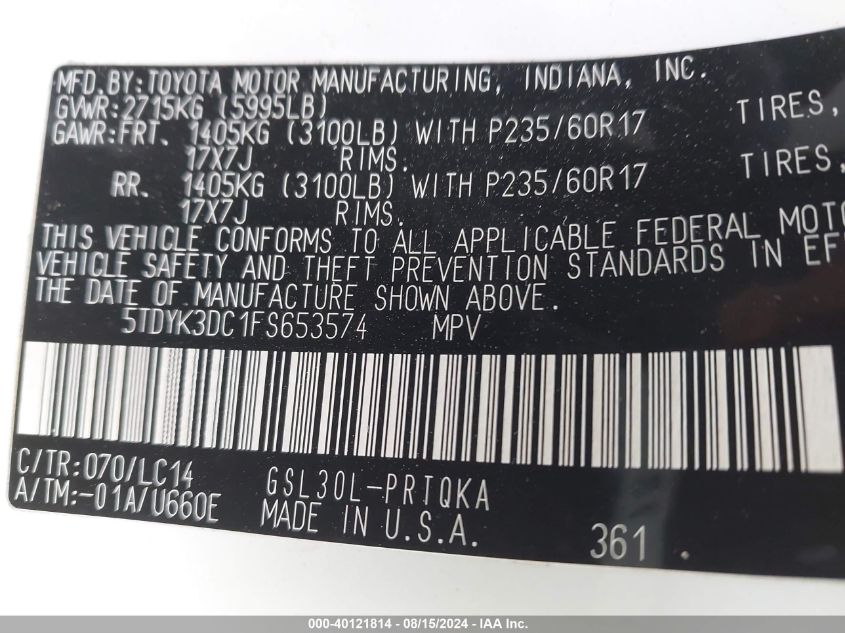 MFD.BY:TOYOTA MOTOR MANUFACTURING, INDIANA, INC.
GVWR:2715KG (5995LB)
GAWR:FRT. 1405KG (3100LB) WITH P235/60R17 TIRES,
17X7J RIMS.
RR. 1405KG (3100LB) WITH P235/60R17 TIRES,
17X7J RIMS.
THIS VEHICLE CONFORMS TO ALL APPLICABLE FEDERAL MOTO
VEHICLE SAFETY AND THEFT PREVENTION STANDARDS IN EF
THE DATE OF MANUFACTURE SHOWN ABOVE.
5TDYK3DC1FS653574 MPV
C/TR:070/LC14 GSL30L-PRTQKA
A/TM:-01A/U660E MADE IN U.S.A. 361
000-40121814 - 08/15/2024 - IAA Inc.